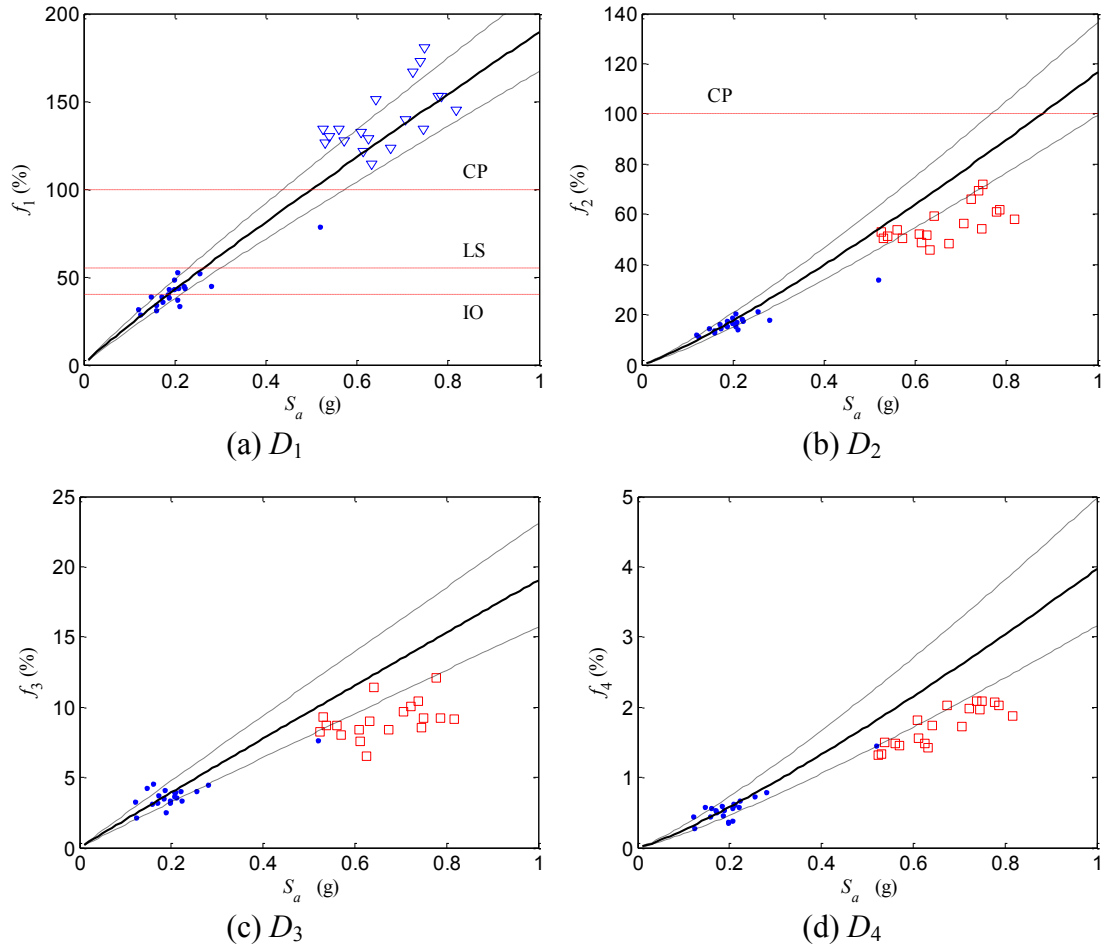 200
150
100
50
0
f1 (%)
CP
LS
IO
0 0.2 0.4 0.6 0.8 1
Sa (g)
(a) D1
140
120
100
80
60
40
20
0
f2 (%)
CP
0 0.2 0.4 0.6 0.8 1
Sa (g)
(b) D2
25
20
15
10
5
0
f3 (%)
0 0.2 0.4 0.6 0.8 1
Sa (g)
(c) D3
5
4
3
2
1
0
f4 (%)
0 0.2 0.4 0.6 0.8 1
Sa (g)
(d) D4